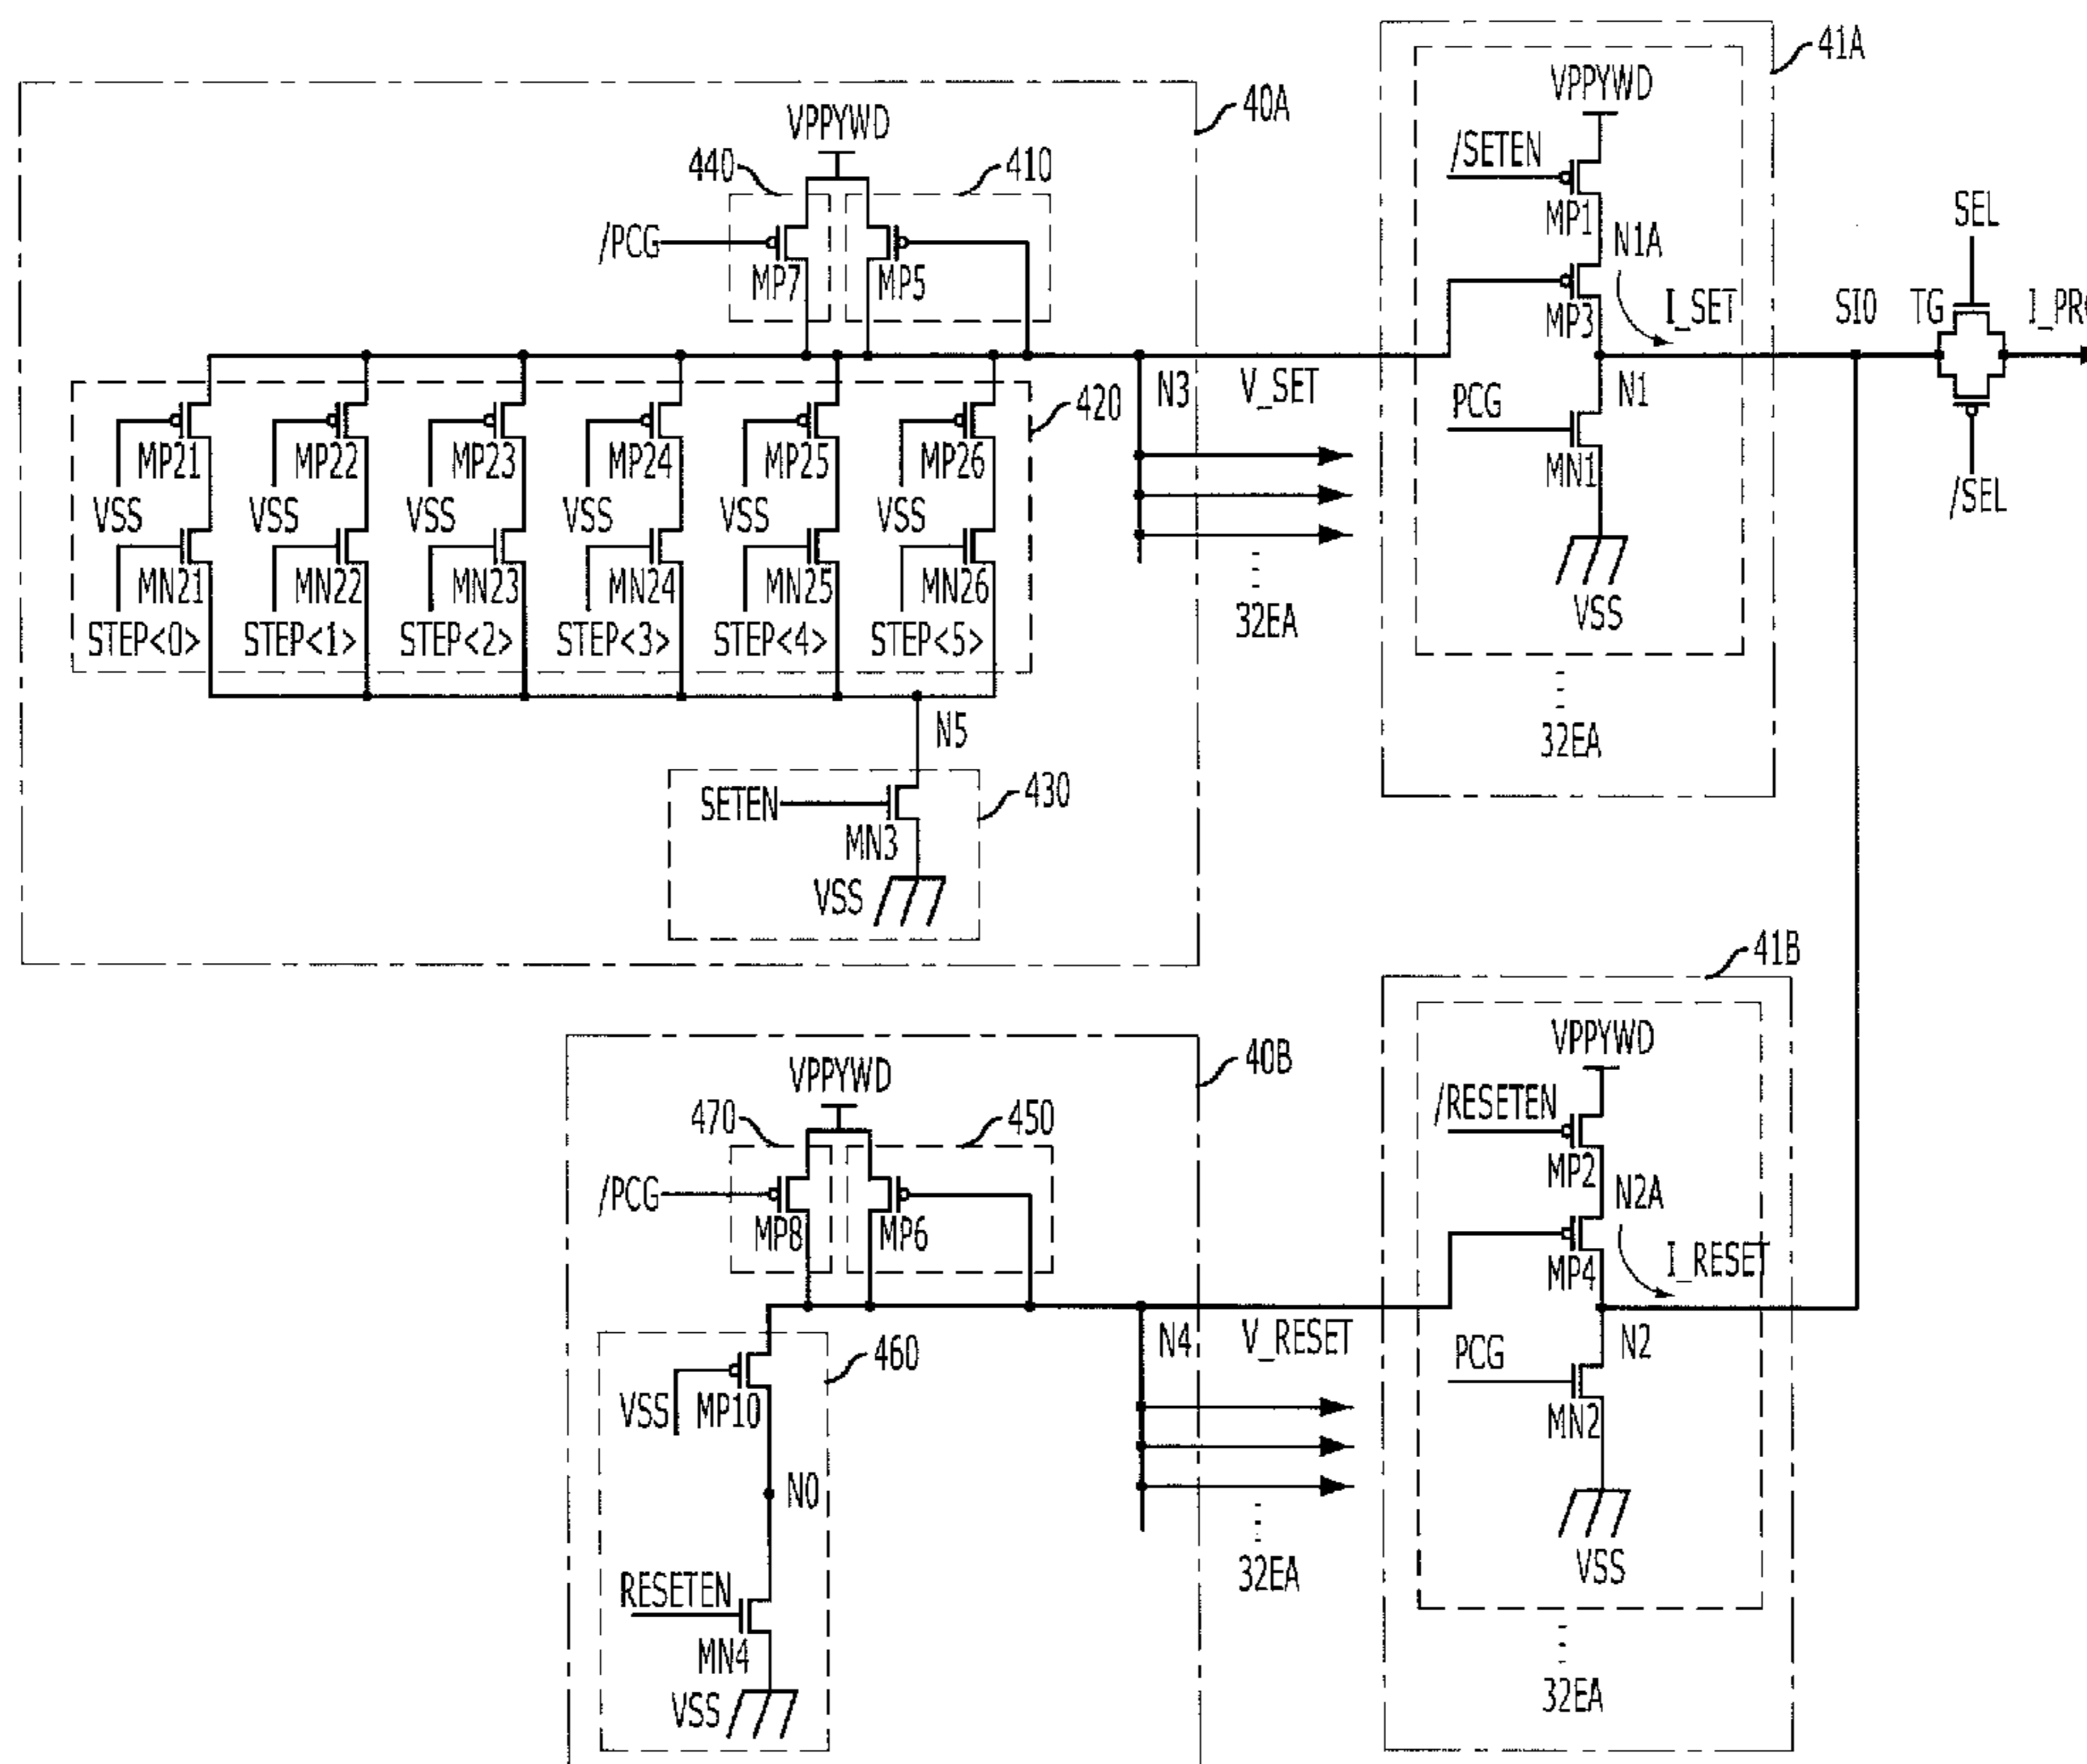 41A
VPPYWD
/SETEN
MP1
N1A
MP3
I_SET
N1
PCG
MN1
VSS
32EA
40A
VPPYWD
440
410
/PCG
MP7
MP5
N3
V_SET
32EA
420
MP21
MP22
MP23
MP24
MP25
MP26
VSS
VSS
VSS
VSS
VSS
VSS
MN21
MN22
MN23
MN24
MN25
MN26
STEP<0>
STEP<1>
STEP<2>
STEP<3>
STEP<4>
STEP<5>
N5
430
SETEN
MN3
VSS
SEL
SIO
TG
/SEL
40B
VPPYWD
470
450
/PCG
MP8
MP6
N4
V_RESET
32EA
460
VSS
MP10
N0
RESETEN
MN4
VSS
41B
VPPYWD
/RESETEN
MP2
N2A
MP4
I_RESET
N2
PCG
MN2
VSS
32EA